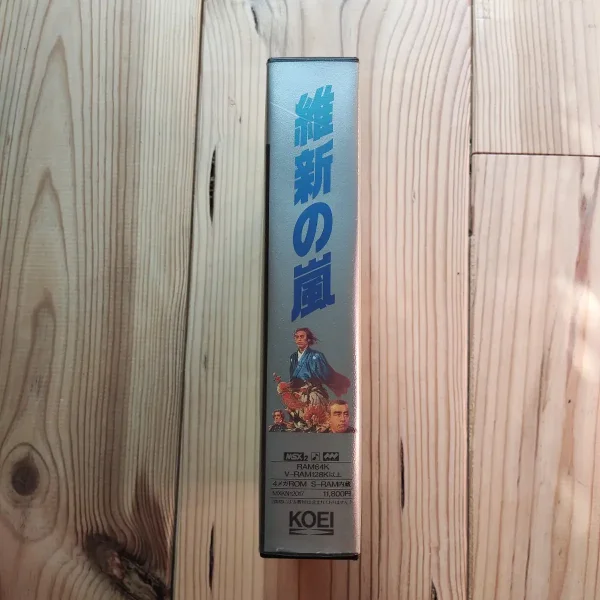 維新の嵐
MSX2
RAM64K
V-RAM128K以上
4メガROM S-RAM内蔵
11,800円
KOEI